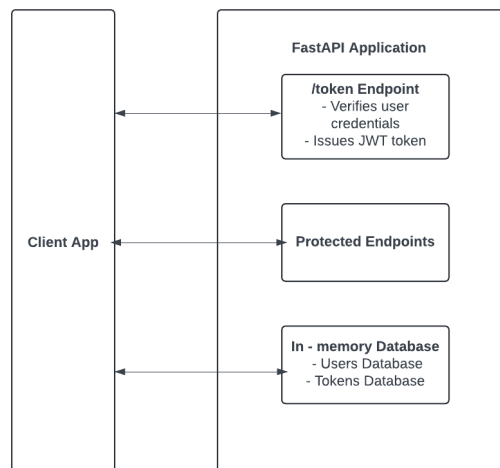 FastAPI Application
/token Endpoint
- Verifies user
credentials
- Issues JWT token
Client App
Protected Endpoints
In - memory Database
- Users Database
- Tokens Database